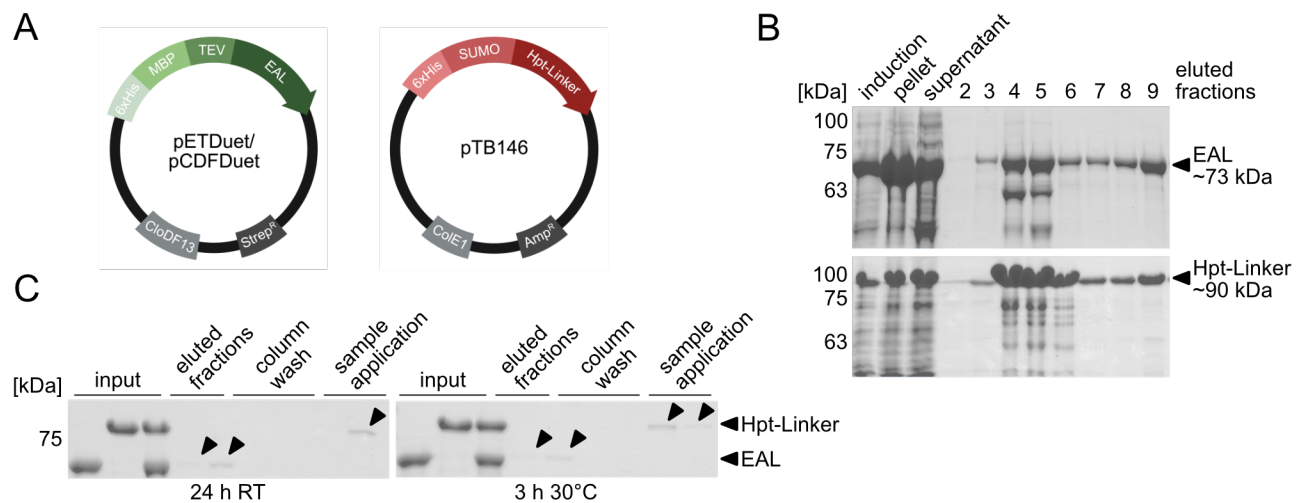 A
6xHis
MBP
TEV
EAL
pETDuet/
pCDFDuet
CloDF13
Strepᴿ
6xHis
SUMO
Hpt-Linker
pTB146
ColE1
Ampᴿ
B
[kDa]
induction
pellet
supernatant
2 3 4 5 6 7 8 9
eluted
fractions
100
75
63
EAL
~73 kDa
100
75
63
Hpt-Linker
~90 kDa
C
[kDa]
input
eluted
fractions
column
wash
sample
application
input
eluted
fractions
column
wash
sample
application
75
Hpt-Linker
EAL
24 h RT
3 h 30°C